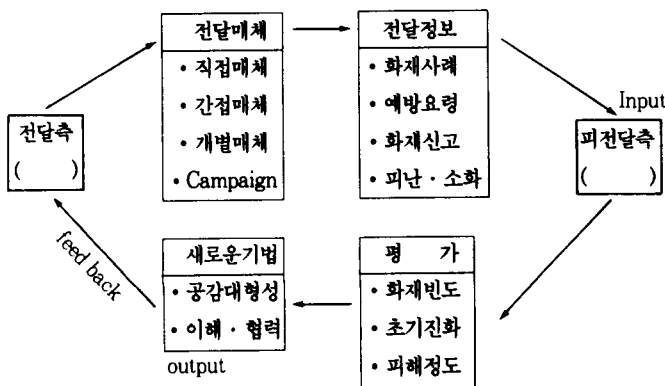 전달매체
• 직접매체
• 간접매체
• 개별매체
• Campaign
전달정보
• 화재사례
• 예방요령
• 화재신고
• 피난 · 소화
Input
전달측
( )
피전달측
( )
feed back
새로운기법
• 공감대형성
• 이해 · 협력
output
평 가
• 화재빈도
• 초기진화
• 피해정도